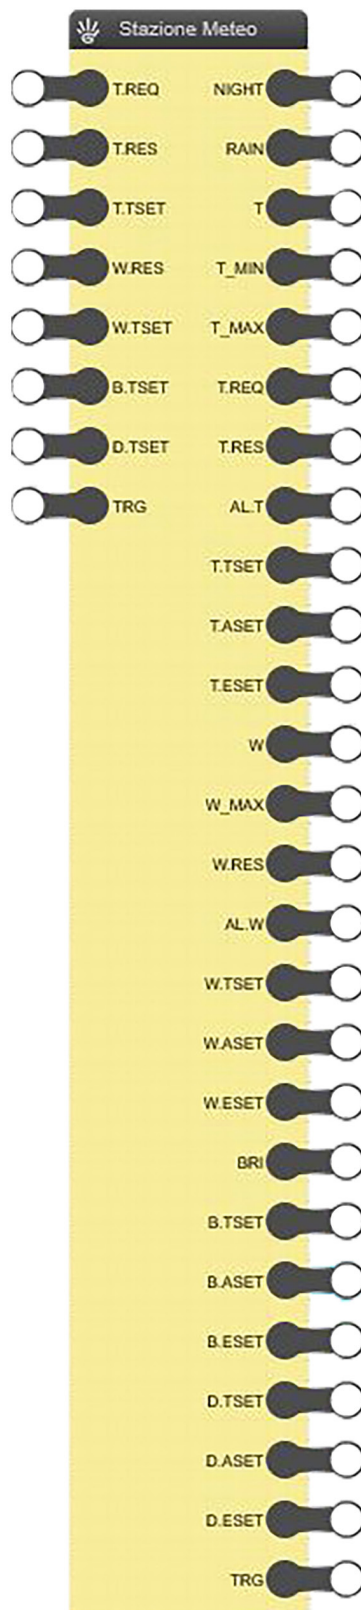 Stazione Meteo
T.REQ NIGHT
T.RES RAIN
T.TSET T
W.RES T_MIN
W.TSET T_MAX
B.TSET T.REQ
D.TSET T.RES
TRG AL.T
T.TSET
T.ASET
T.ESET
W
W_MAX
W.RES
AL.W
W.TSET
W.ASET
W.ESET
BRI
B.TSET
B.ASET
B.ESET
D.TSET
D.ASET
D.ESET
TRG